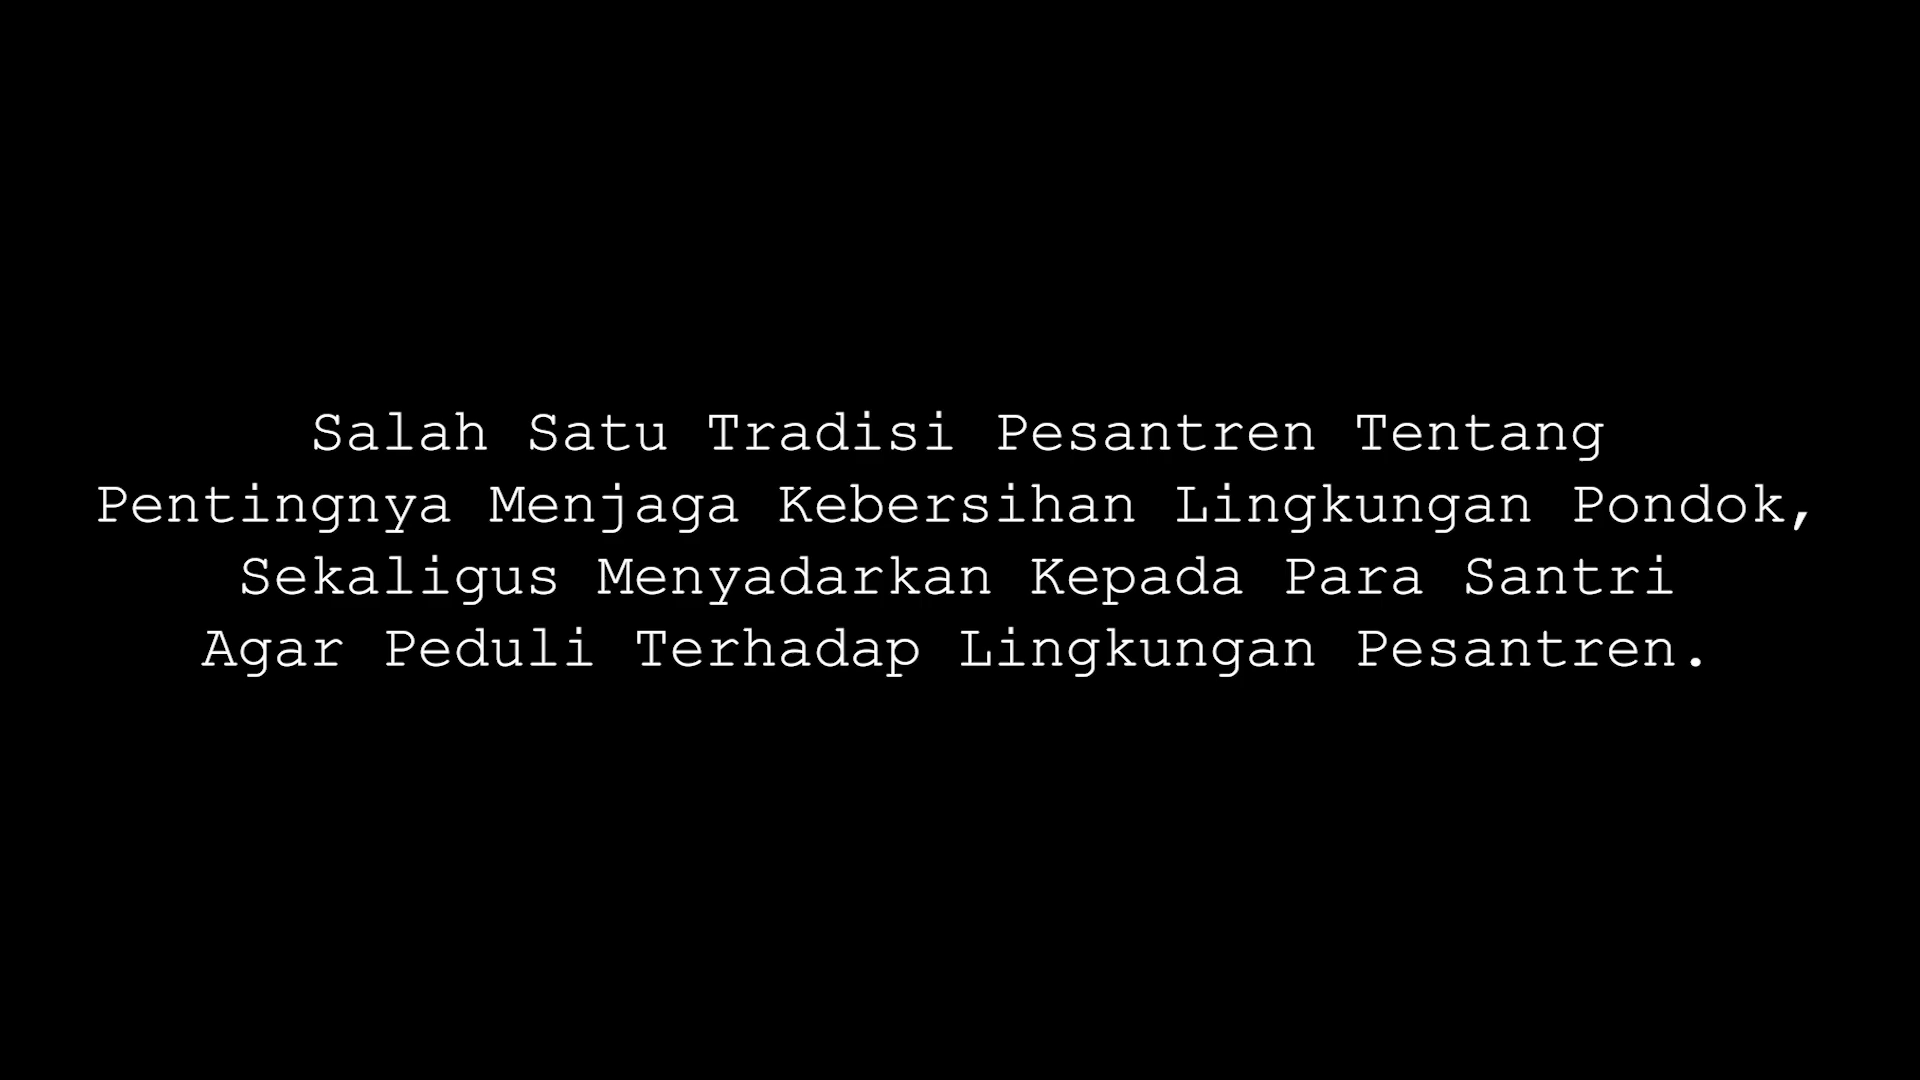 Salah Satu Tradisi Pesantren Tentang
Pentingnya Menjaga Kebersihan Lingkungan Pondok,
Sekaligus Menyadarkan Kepada Para Santri
Agar Peduli Terhadap Lingkungan Pesantren.